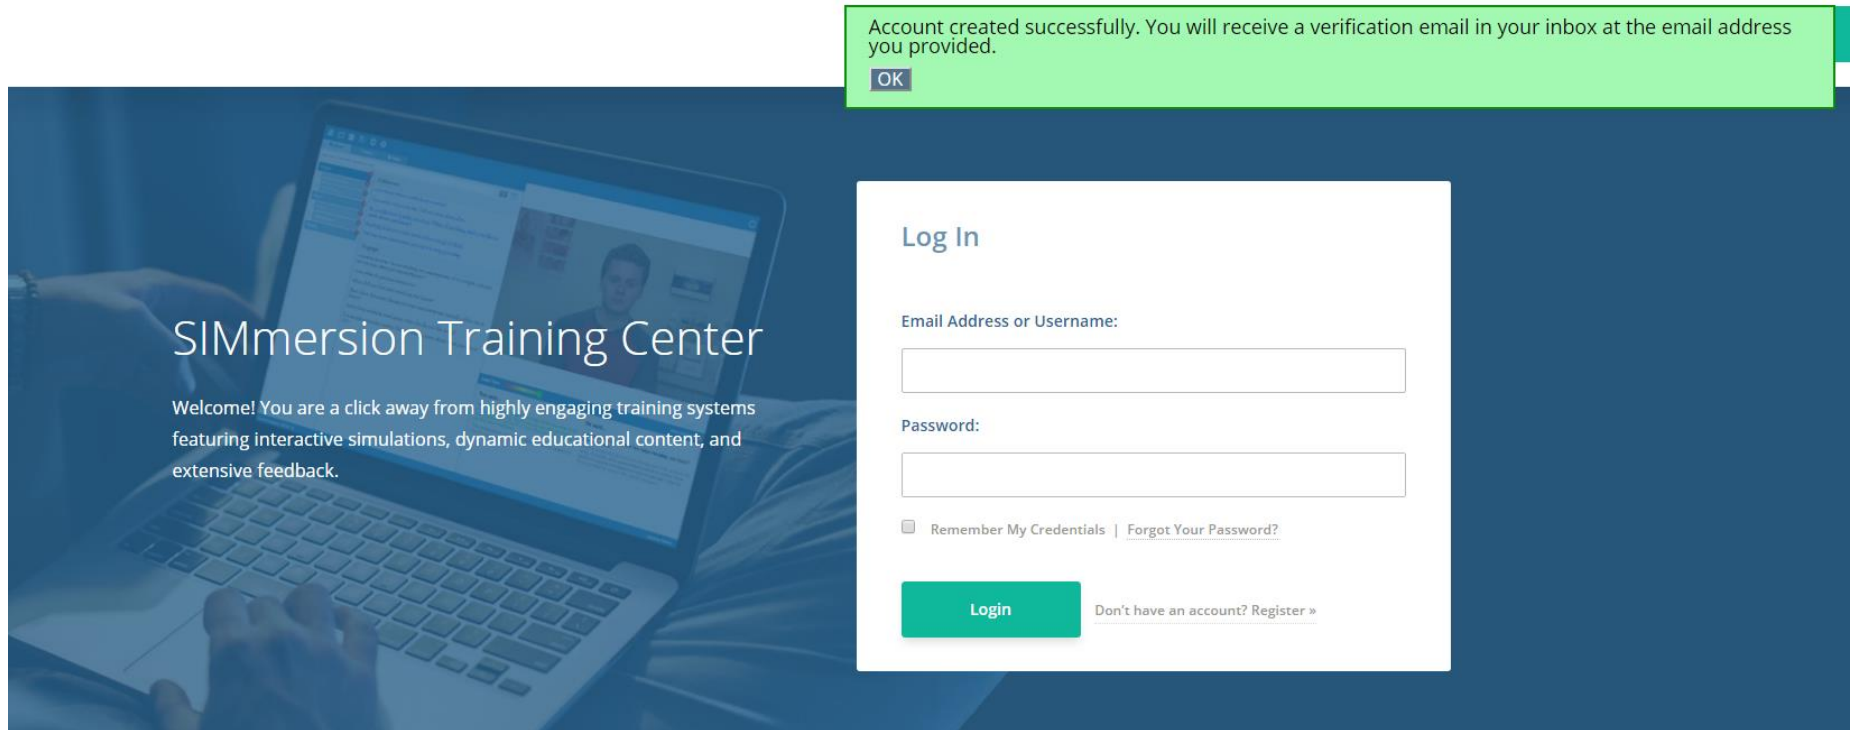 Account created successfully. You will receive a verification email in your inbox at the email address
you provided.
OK
SIMmersion Training Center
Welcome! You are a click away from highly engaging training systems
featuring interactive simulations, dynamic educational content, and
extensive feedback.
Log In
Email Address or Username:
Password:
Remember My Credentials | Forgot Your Password?
Login
Don't have an account? Register »